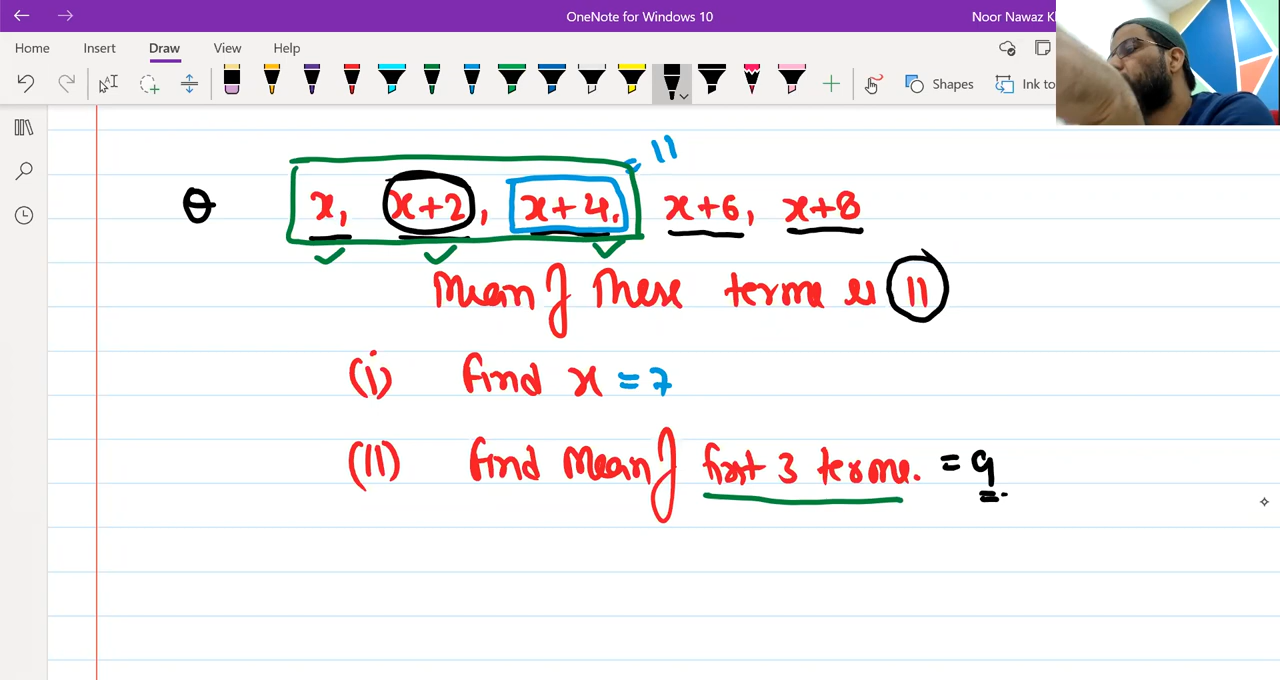 OneNote for Windows 10
Noor Nawaz Kh
Home Insert Draw View Help
Shapes Ink to
= 11
Q x, x+2, x+4, x+6, x+8
Mean of these terms is 11
(i) Find x = 7
(II) Find Mean of first 3 terms. = 9